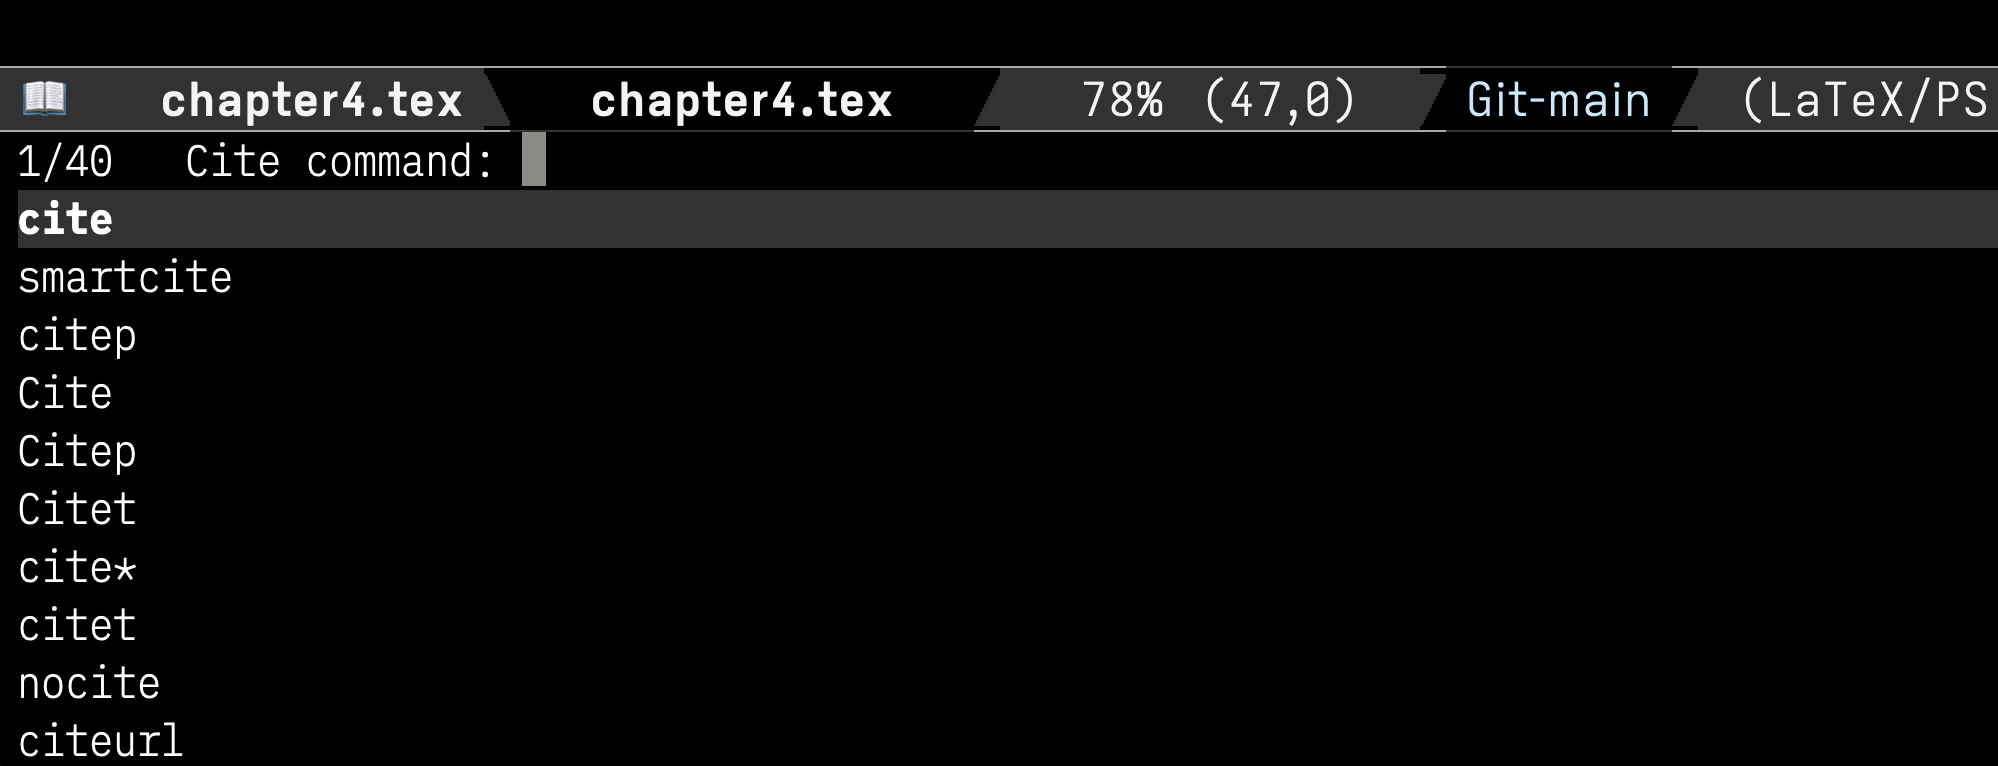 chapter4.tex chapter4.tex 78% (47,0) Git-main (LaTeX/PS
1/40 Cite command:
cite
smartcite
citep
Cite
Citep
Citet
cite*
citet
nocite
citeurl